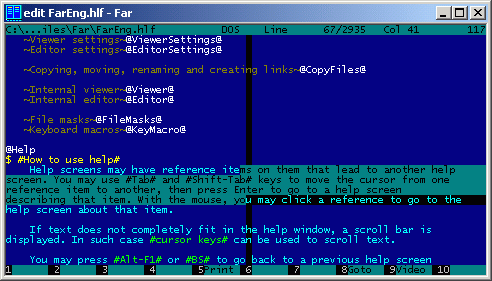 edit FarEng.hlf - Far
C:\...iles\Far\FarEng.hlf DOS Line 67/2935 Col 41 117
~Viewer settings~@ViewerSettings@
~Editor settings~@EditorSettings@
~Copying, moving, renaming and creating links~@CopyFiles@
~Internal viewer~@Viewer@
~Internal editor~@Editor@
~File masks~@FileMasks@
~Keyboard macros~@KeyMacro@
@Help
$ #How to use help#
Help screens may have reference items on them that lead to another help
screen. You may use #Tab# and #Shift-Tab# keys to move the cursor from one
reference item to another, then press Enter to go to a help screen
describing that item. With the mouse, you may click a reference to go to the
help screen about that item.
If text does not completely fit in the help window, a scroll bar is
displayed. In such case #cursor keys# can be used to scroll text.
You may press #Alt-F1# or #BS# to go back to a previous help screen
1 2 3 4 5Print 6 7 8Goto 9Video 10